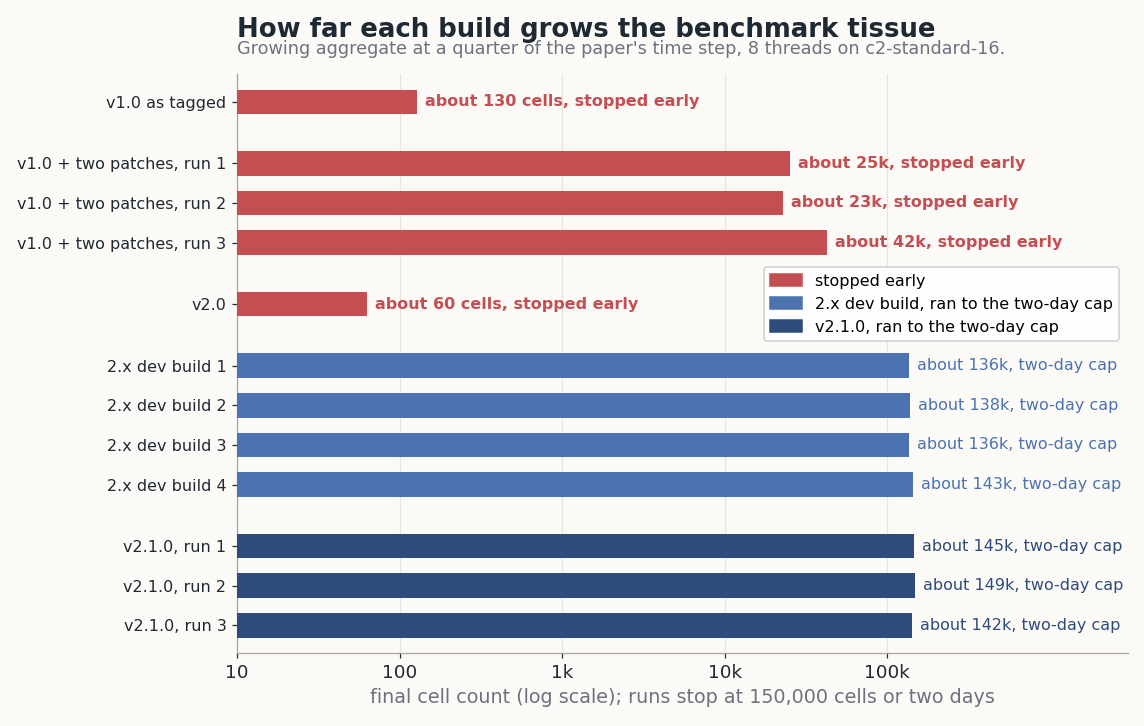 How far each build grows the benchmark tissue
Growing aggregate at a quarter of the paper's time step, 8 threads on c2-standard-16.
v1.0 as tagged
about 130 cells, stopped early
v1.0 + two patches, run 1
about 25k, stopped early
v1.0 + two patches, run 2
about 23k, stopped early
v1.0 + two patches, run 3
about 42k, stopped early
v2.0
about 60 cells, stopped early
stopped early
2.x dev build, ran to the two-day cap
v2.1.0, ran to the two-day cap
2.x dev build 1
about 136k, two-day cap
2.x dev build 2
about 138k, two-day cap
2.x dev build 3
about 136k, two-day cap
2.x dev build 4
about 143k, two-day cap
v2.1.0, run 1
about 145k, two-day cap
v2.1.0, run 2
about 149k, two-day cap
v2.1.0, run 3
about 142k, two-day cap
10 100 1k 10k 100k
final cell count (log scale); runs stop at 150,000 cells or two days